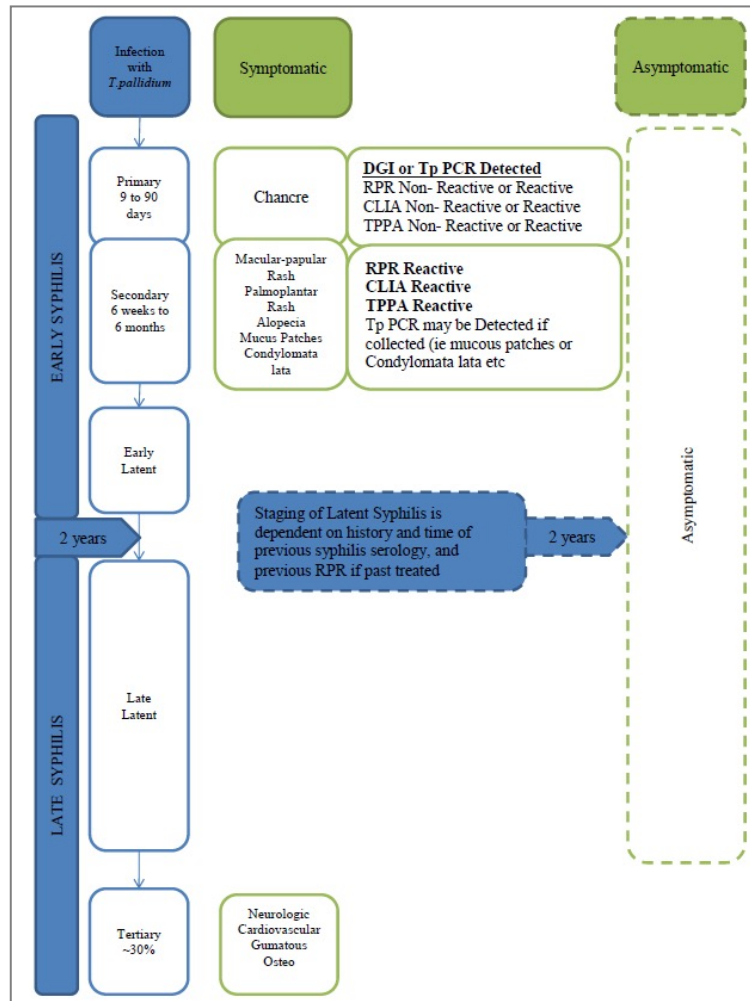 Infection
with
T.pallidium
Symptomatic
Asymptomatic
EARLY SYPHILIS
Primary
9 to 90
days
Chancre
DGI or Tp PCR Detected
RPR Non- Reactive or Reactive
CLIA Non- Reactive or Reactive
TPPA Non- Reactive or Reactive
Secondary
6 weeks to
6 months
Macular-papular
Rash
Palmoplantar
Rash
Alopecia
Mucus Patches
Condylomata
lata
RPR Reactive
CLIA Reactive
TPPA Reactive
Tp PCR may be Detected if
collected (ie mucous patches or
Condylomata lata etc
Early
Latent
Asymptomatic
2 years
Staging of Latent Syphilis is
dependent on history and time of
previous syphilis serology, and
previous RPR if past treated
2 years
LATE SYPHILIS
Late
Latent
Tertiary
~30%
Neurologic
Cardiovascular
Gumatous
Osteo